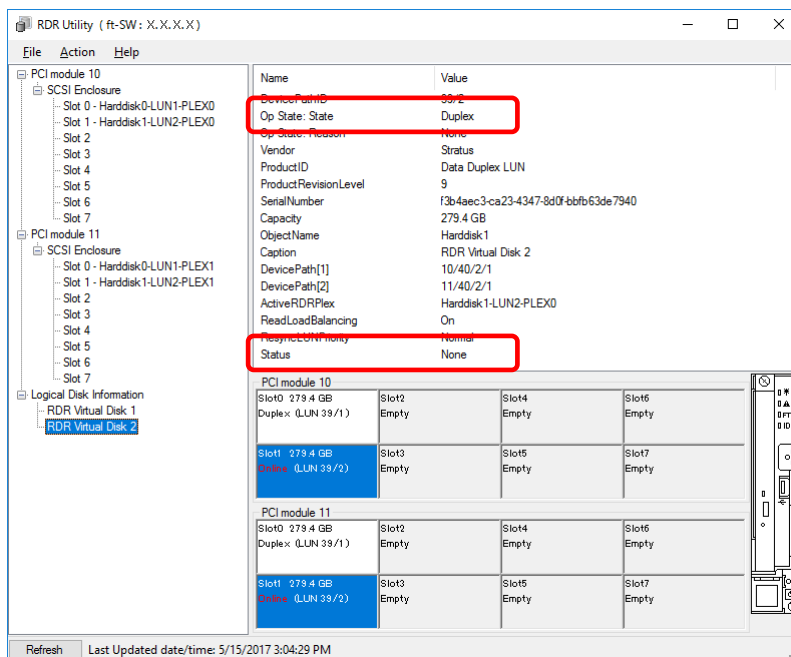 RDR Utility ( ft-SW : X.X.X.X )
File Action Help
PCI module 10
SCSI Enclosure
Slot 0 - Harddisk0-LUN1-PLEX0
Slot 1 - Harddisk1-LUN2-PLEX0
Slot 2
Slot 3
Slot 4
Slot 5
Slot 6
Slot 7
PCI module 11
SCSI Enclosure
Slot 0 - Harddisk0-LUN1-PLEX1
Slot 1 - Harddisk1-LUN2-PLEX1
Slot 2
Slot 3
Slot 4
Slot 5
Slot 6
Slot 7
Logical Disk Information
RDR Virtual Disk 1
RDR Virtual Disk 2
Name Value
DevicePathID 39/2
Op State: State Duplex
Op State: Reason None
Vendor Stratus
ProductID Data Duplex LUN
ProductRevisionLevel 9
SerialNumber f3b4aec3-ca23-4347-8d0f-bbfb63de7940
Capacity 279.4 GB
ObjectName Harddisk1
Caption RDR Virtual Disk 2
DevicePath[1] 10/40/2/1
DevicePath[2] 11/40/2/1
ActiveRDRPlex Harddisk1-LUN2-PLEX0
ReadLoadBalancing On
ResyncLUNPriority Normal
Status None
PCI module 10
Slot0 279.4 GB Slot2 Slot4 Slot6
Duplex (LUN 39/1) Empty Empty Empty
Slot1 279.4 GB Slot3 Slot5 Slot7
Online (LUN 39/2) Empty Empty Empty
PCI module 11
Slot0 279.4 GB Slot2 Slot4 Slot6
Duplex (LUN 39/1) Empty Empty Empty
Slot1 279.4 GB Slot3 Slot5 Slot7
Online (LUN 39/2) Empty Empty Empty
Refresh Last Updated date/time: 5/15/2017 3:04:29 PM